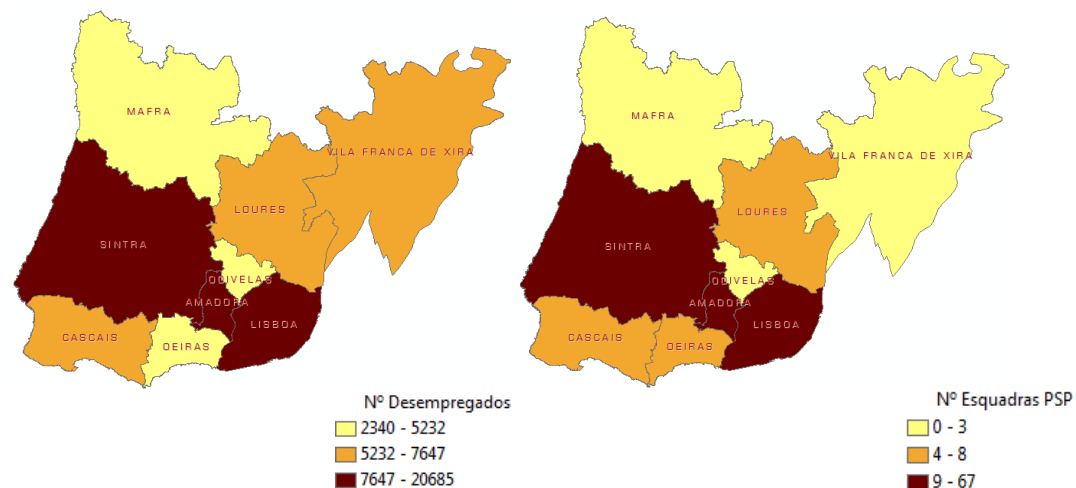 MAFRA
VILA FRANCA DE XIRA
LOURES
SINTRA
ODIVELAS
AMADORA
LISBOA
CASCAIS
OEIRAS
Nº Desempregados
2340 - 5232
5232 - 7647
7647 - 20685
MAFRA
VILA FRANCA DE XIRA
LOURES
SINTRA
ODIVELAS
AMADORA
LISBOA
CASCAIS
OEIRAS
Nº Esquadras PSP
0 - 3
4 - 8
9 - 67